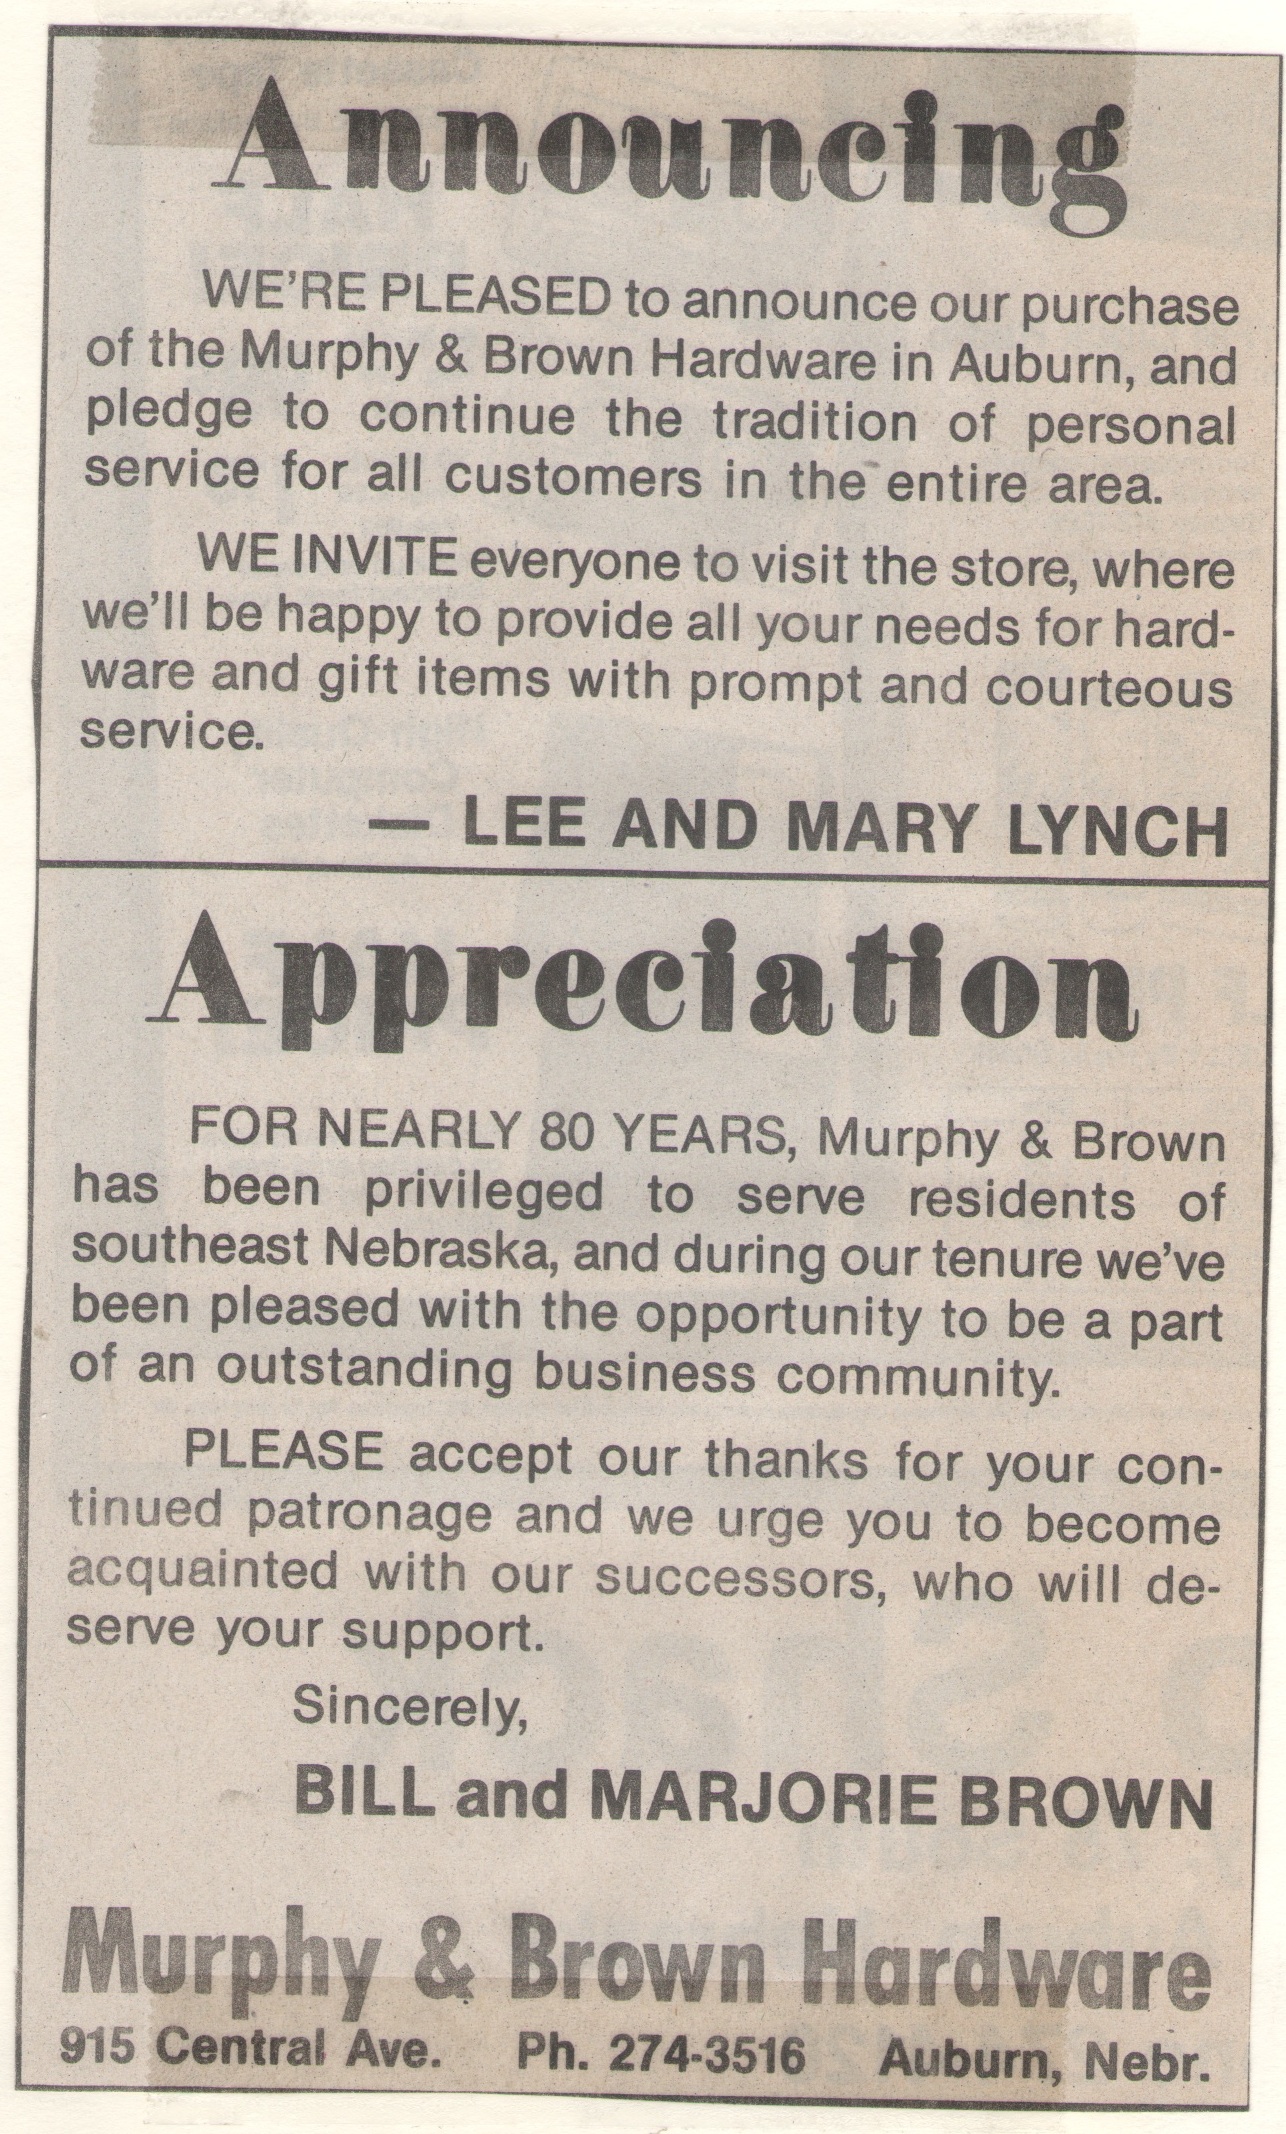 Announcing
WE'RE PLEASED to announce our purchase
of the Murphy & Brown Hardware in Auburn, and
pledge to continue the tradition of personal
service for all customers in the entire area.
WE INVITE everyone to visit the store, where
we'll be happy to provide all your needs for hard-
ware and gift items with prompt and courteous
service.
— LEE AND MARY LYNCH
Appreciation
FOR NEARLY 80 YEARS, Murphy & Brown
has been privileged to serve residents of
southeast Nebraska, and during our tenure we've
been pleased with the opportunity to be a part
of an outstanding business community.
PLEASE accept our thanks for your con-
tinued patronage and we urge you to become
acquainted with our successors, who will de-
serve your support.
Sincerely,
BILL and MARJORIE BROWN
Murphy & Brown Hardware
915 Central Ave. Ph. 274-3516 Auburn, Nebr.